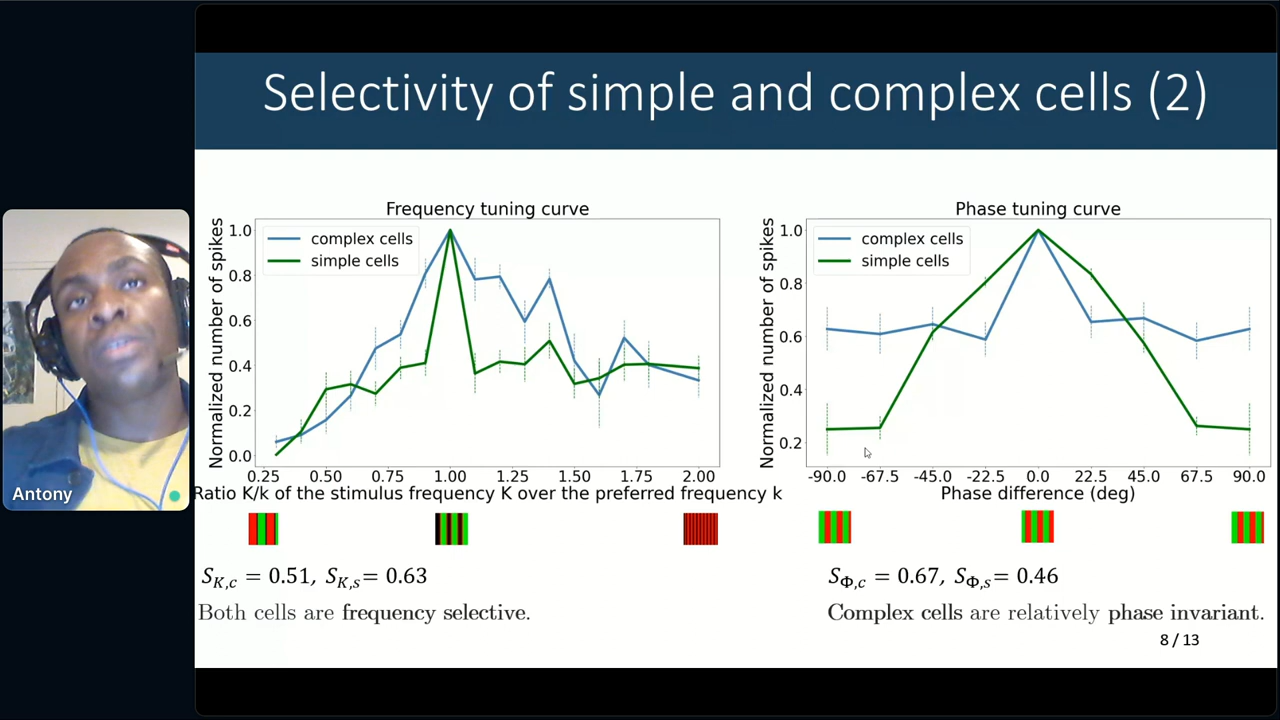 Selectivity of simple and complex cells (2)
Antony
Frequency tuning curve
Normalized number of spikes
1.0
0.8
0.6
0.4
0.2
0.0
complex cells
simple cells
0.25 0.50 0.75 1.00 1.25 1.50 1.75 2.00
Ratio K/k of the stimulus frequency K over the preferred frequency k
S_{K,c} = 0.51, S_{K,s} = 0.63
Both cells are frequency selective.
Phase tuning curve
Normalized number of spikes
1.0
0.8
0.6
0.4
0.2
complex cells
simple cells
-90.0 -67.5 -45.0 -22.5 0.0 22.5 45.0 67.5 90.0
Phase difference (deg)
S_{Φ,c} = 0.67, S_{Φ,s} = 0.46
Complex cells are relatively phase invariant.
8 / 13